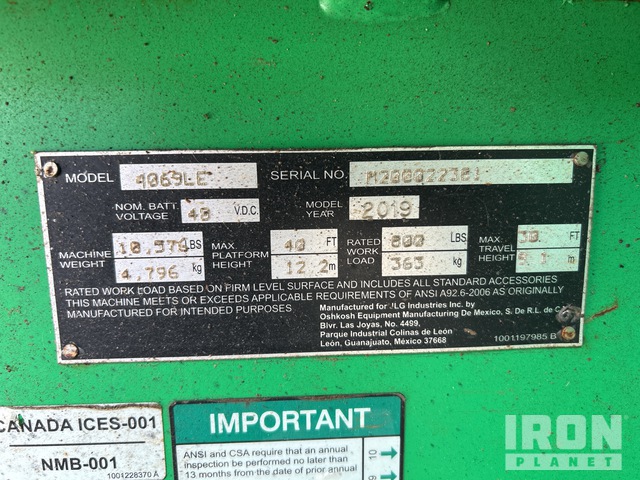 MODEL 4069LE SERIAL NO. M200022381
NOM. BATT. VOLTAGE 48 V.D.C. MODEL YEAR 2019
MACHINE WEIGHT 10,574 LBS 4,796 kg MAX. PLATFORM HEIGHT 40 FT 12.2 m RATED WORK LOAD 800 LBS 363 kg MAX. TRAVEL HEIGHT 30 FT 9.1 m
RATED WORK LOAD BASED ON FIRM LEVEL SURFACE AND INCLUDES ALL STANDARD ACCESSORIES
THIS MACHINE MEETS OR EXCEEDS APPLICABLE REQUIREMENTS OF ANSI A92.6-2006 AS ORIGINALLY
MANUFACTURED FOR INTENDED PURPOSES
Manufactured for JLG Industries Inc. by
Oshkosh Equipment Manufacturing De Mexico, S. De R.L. de C.
Blvr. Las Joyas, No. 4499,
Parque Industrial Colinas de León
León, Guanajuato, México 37668
1001197985 B
CANADA ICES-001
NMB-001
1001228370 A
IMPORTANT
ANSI and CSA require that an annual
inspection be performed no later than
13 months from the date of prior annual
10
9
IRON
PLANET